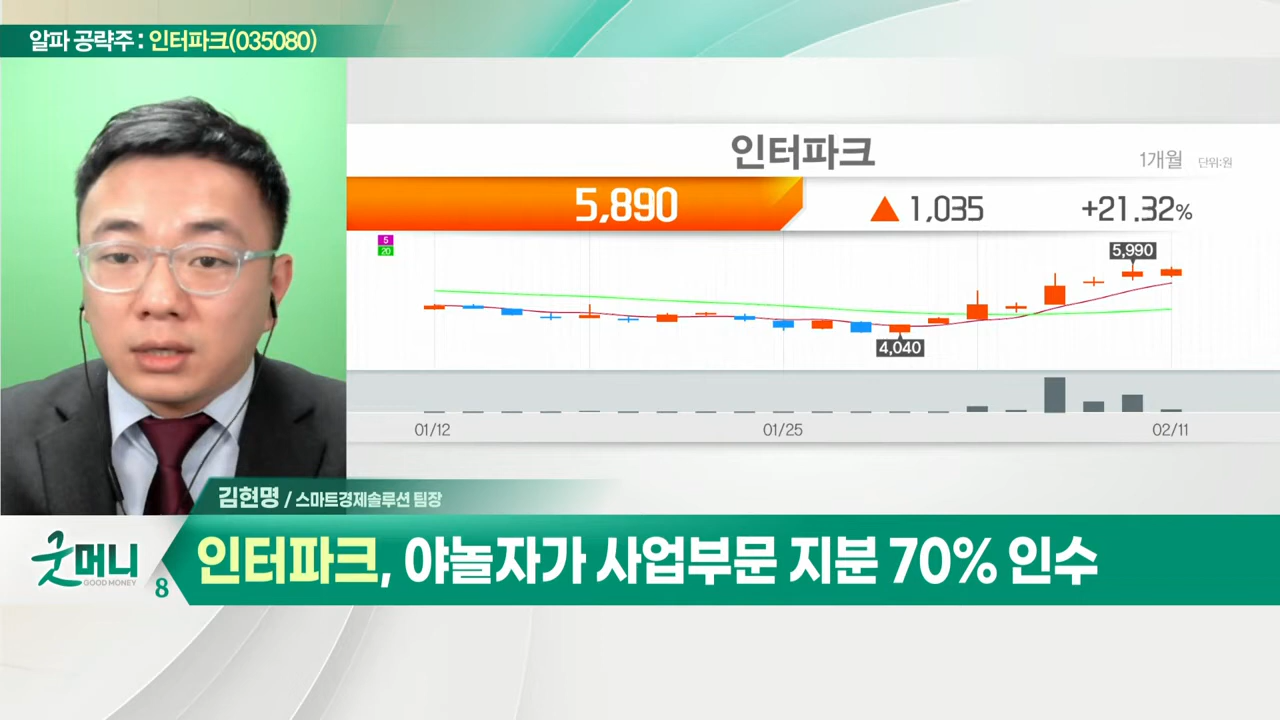 알파 공략주 : 인터파크(035080)
인터파크
1개월 단위:원
5,890 ▲ 1,035 +21.32%
5
20
5,990
4,040
01/12 01/25 02/11
김현명 / 스마트경제솔루션 팀장
굿머니
GOOD MONEY
8
인터파크, 야놀자가 사업부문 지분 70% 인수